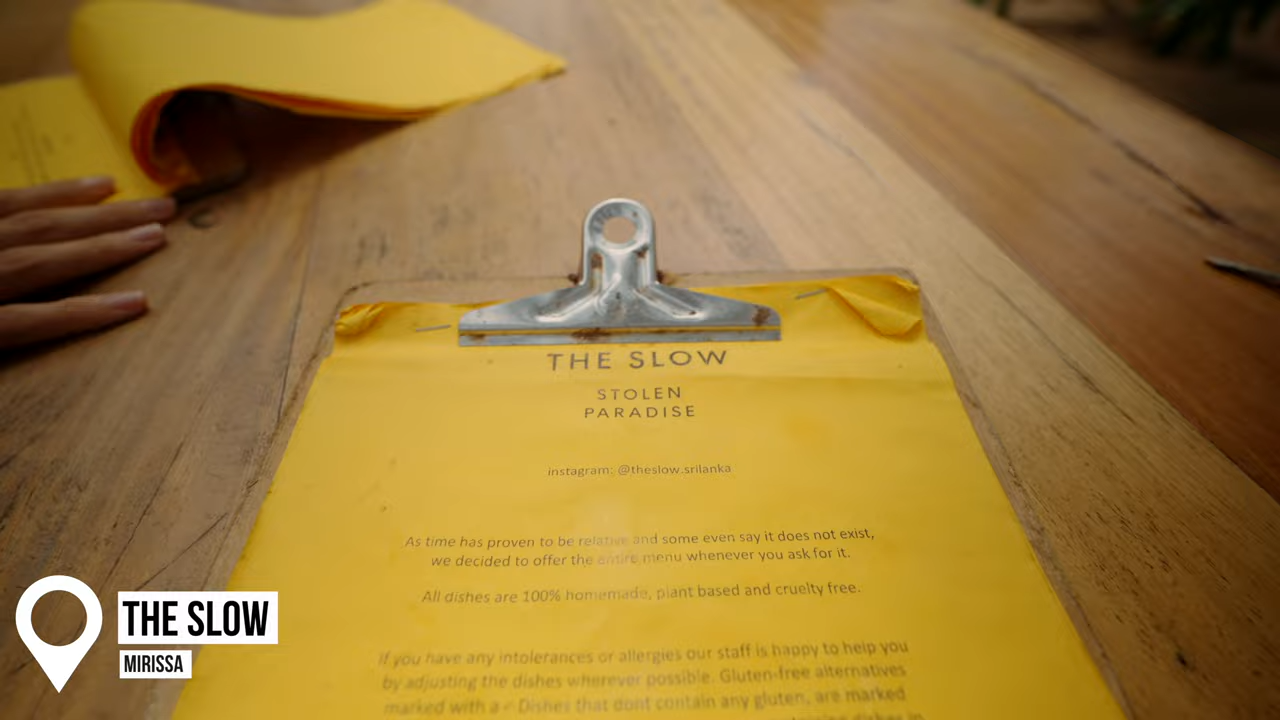 THE SLOW
STOLEN
PARADISE
instagram: @theslow.srilanka
As time has proven to be relative and some even say it does not exist,
we decided to offer the entire menu whenever you ask for it.
All dishes are 100% homemade, plant based and cruelty free.
If you have any intolerances or allergies our staff is happy to help you
by adjusting the dishes wherever possible. Gluten-free alternatives
marked with a Dishes that dont contain any gluten, are marked
THE SLOW
MIRISSA